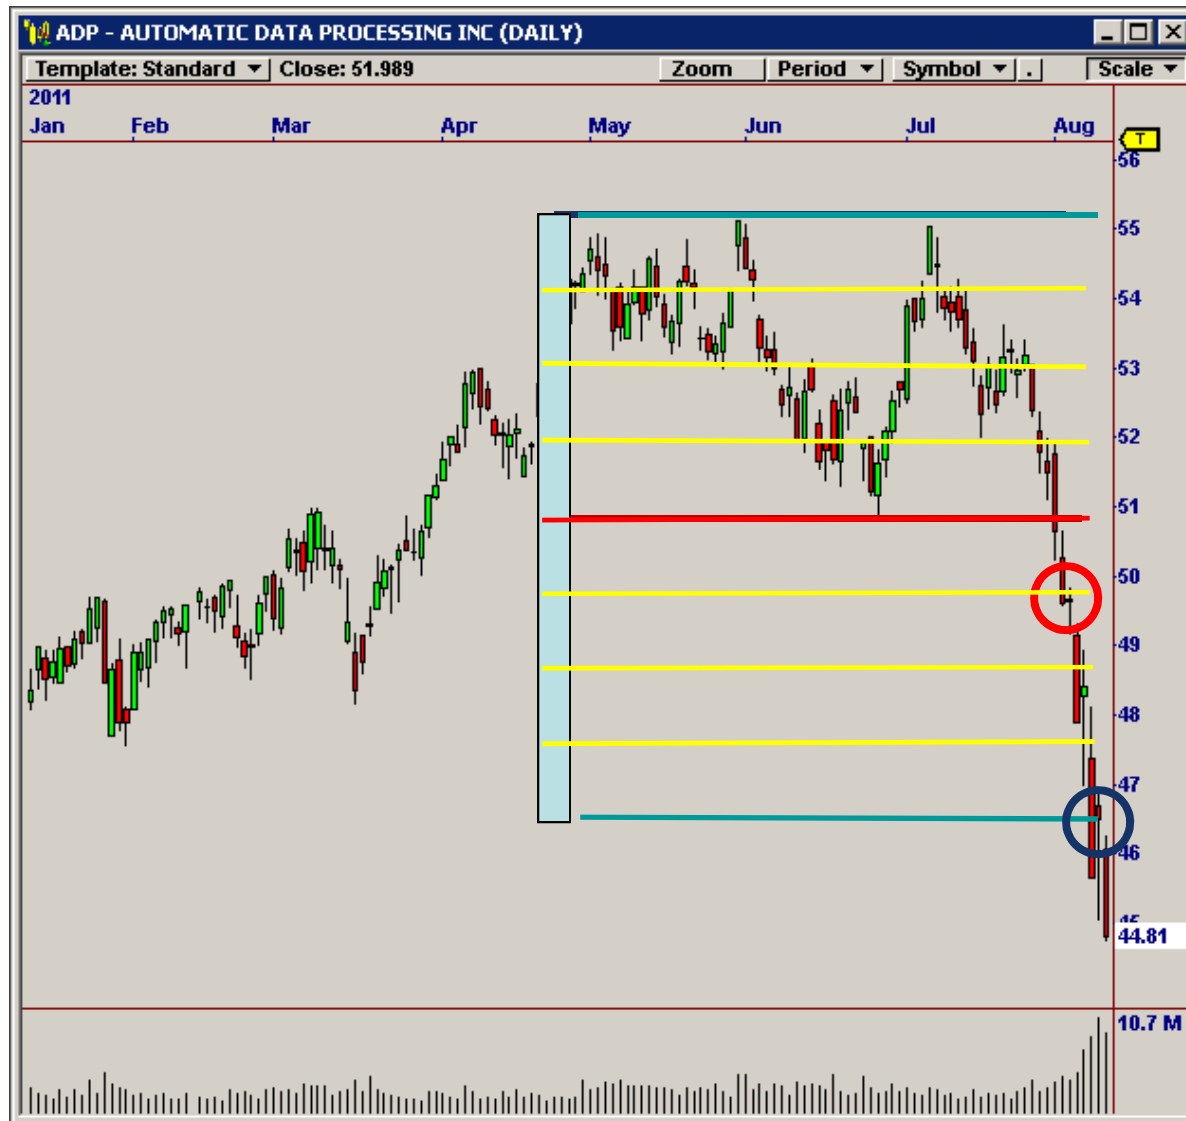 ADP - AUTOMATIC DATA PROCESSING INC (DAILY)
Template: Standard Close: 51.989 Zoom Period Symbol . Scale
2011
Jan Feb Mar Apr May Jun Jul Aug
T
56
55
54
53
52
51
50
49
48
47
46
45
44.81
10.7 M